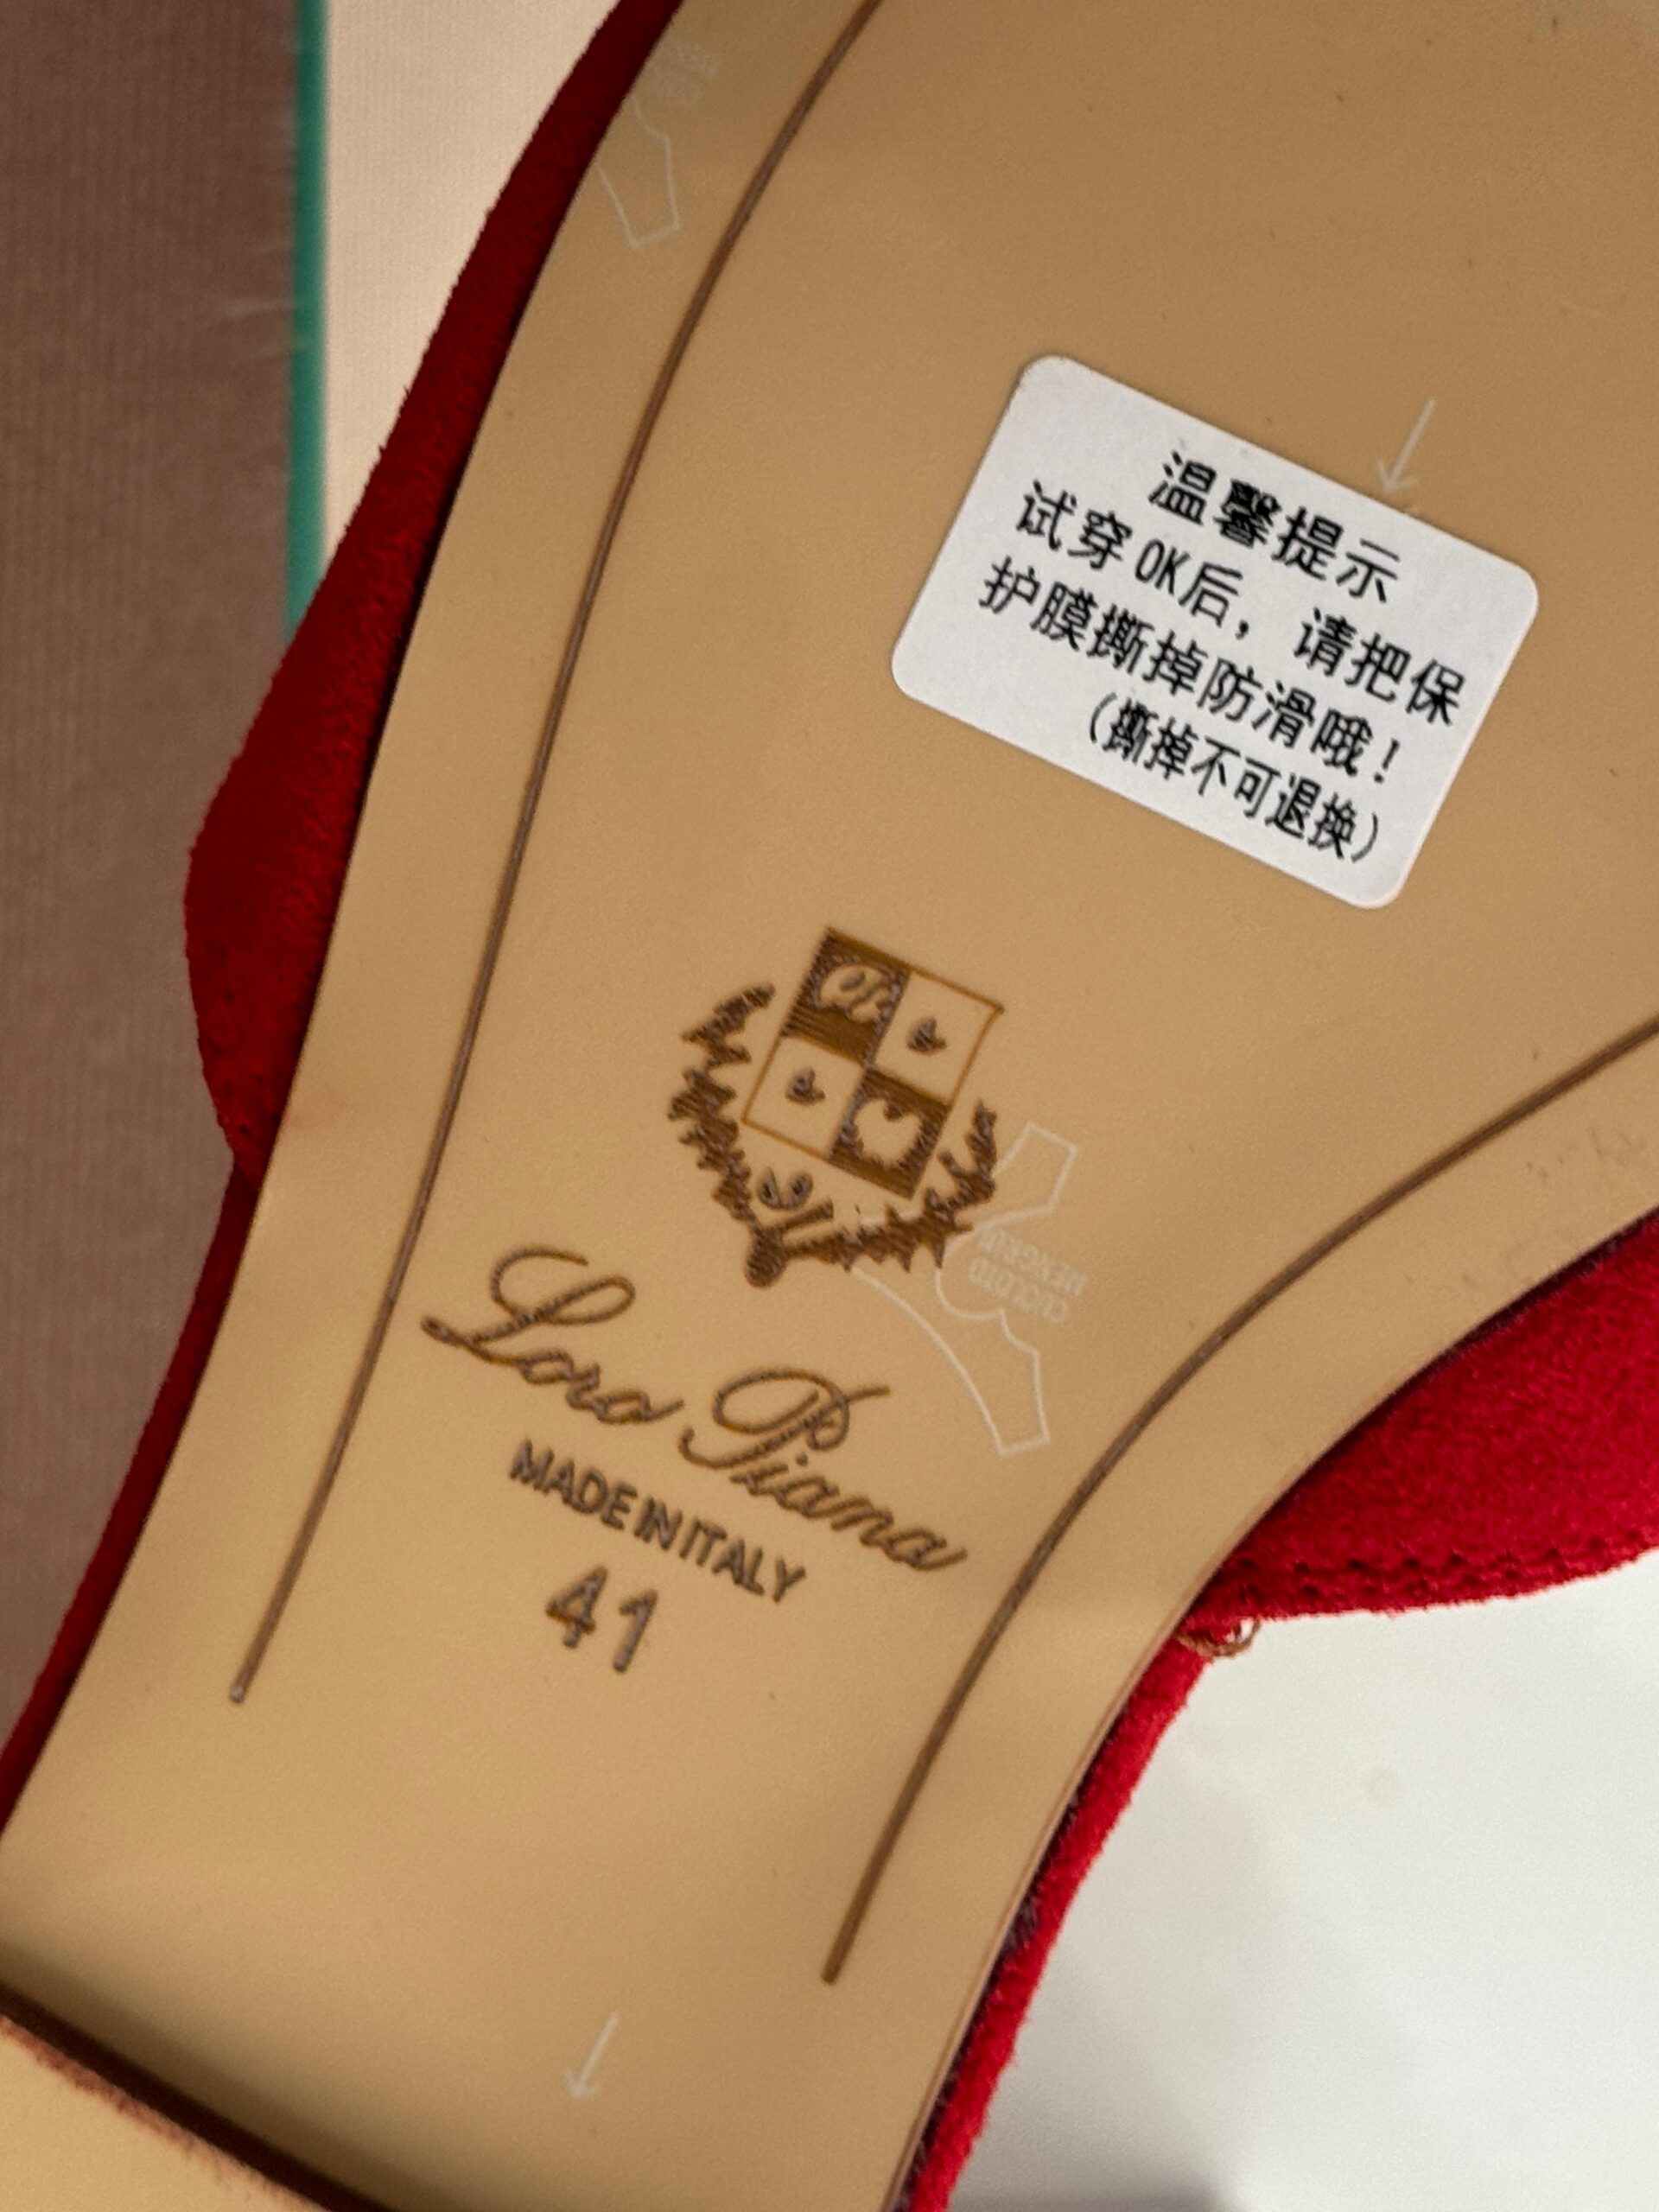 温馨提示
试穿OK后，请把保
护膜撕掉防滑哦！
（撕掉不可退换）
Loro Piana
MADE IN ITALY
41